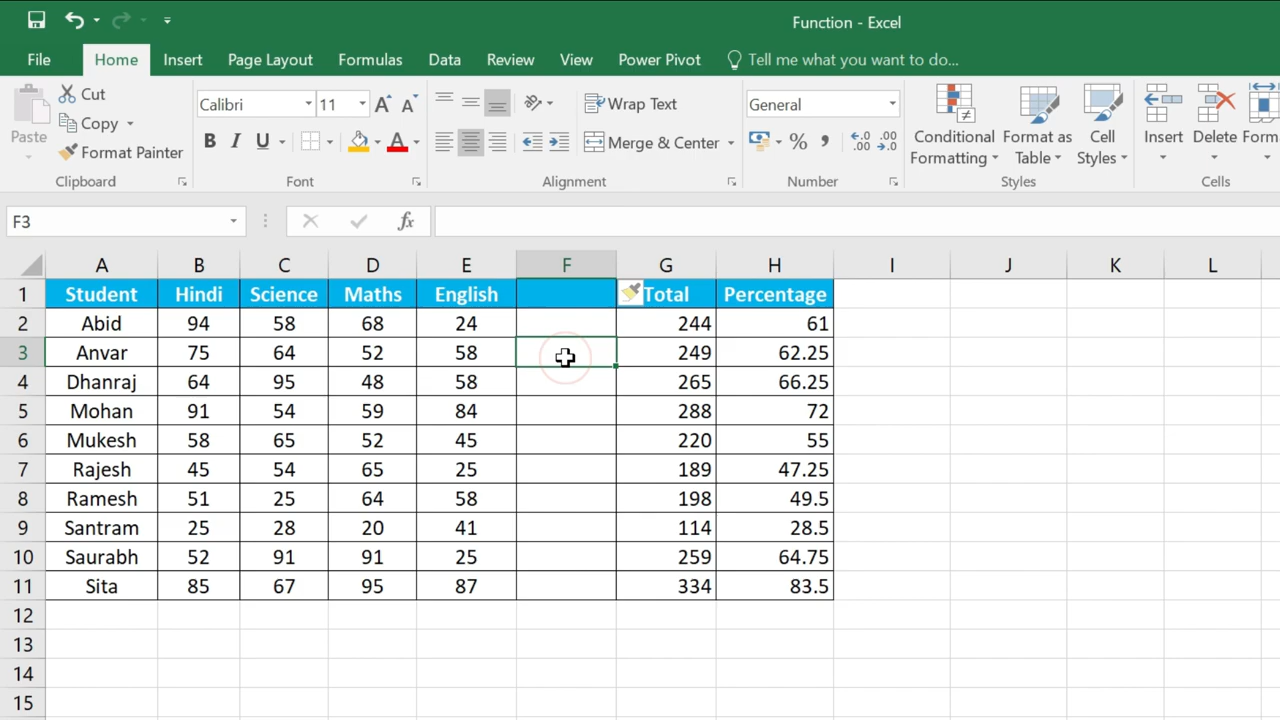 Function - Excel
File Home Insert Page Layout Formulas Data Review View Power Pivot Tell me what you want to do...
Paste Cut Copy Format Painter
Calibri 11
B I U A
Wrap Text
Merge & Center
General
%
Conditional Formatting
Format as Table
Cell Styles
Insert Delete Form
Clipboard Font Alignment Number Styles Cells
F3 fx
A B C D E F G H I J K L
1 Student Hindi Science Maths English Total Percentage
2 Abid 94 58 68 24 244 61
3 Anvar 75 64 52 58 249 62.25
4 Dhanraj 64 95 48 58 265 66.25
5 Mohan 91 54 59 84 288 72
6 Mukesh 58 65 52 45 220 55
7 Rajesh 45 54 65 25 189 47.25
8 Ramesh 51 25 64 58 198 49.5
9 Santram 25 28 20 41 114 28.5
10 Saurabh 52 91 91 25 259 64.75
11 Sita 85 67 95 87 334 83.5
12
13
14
15